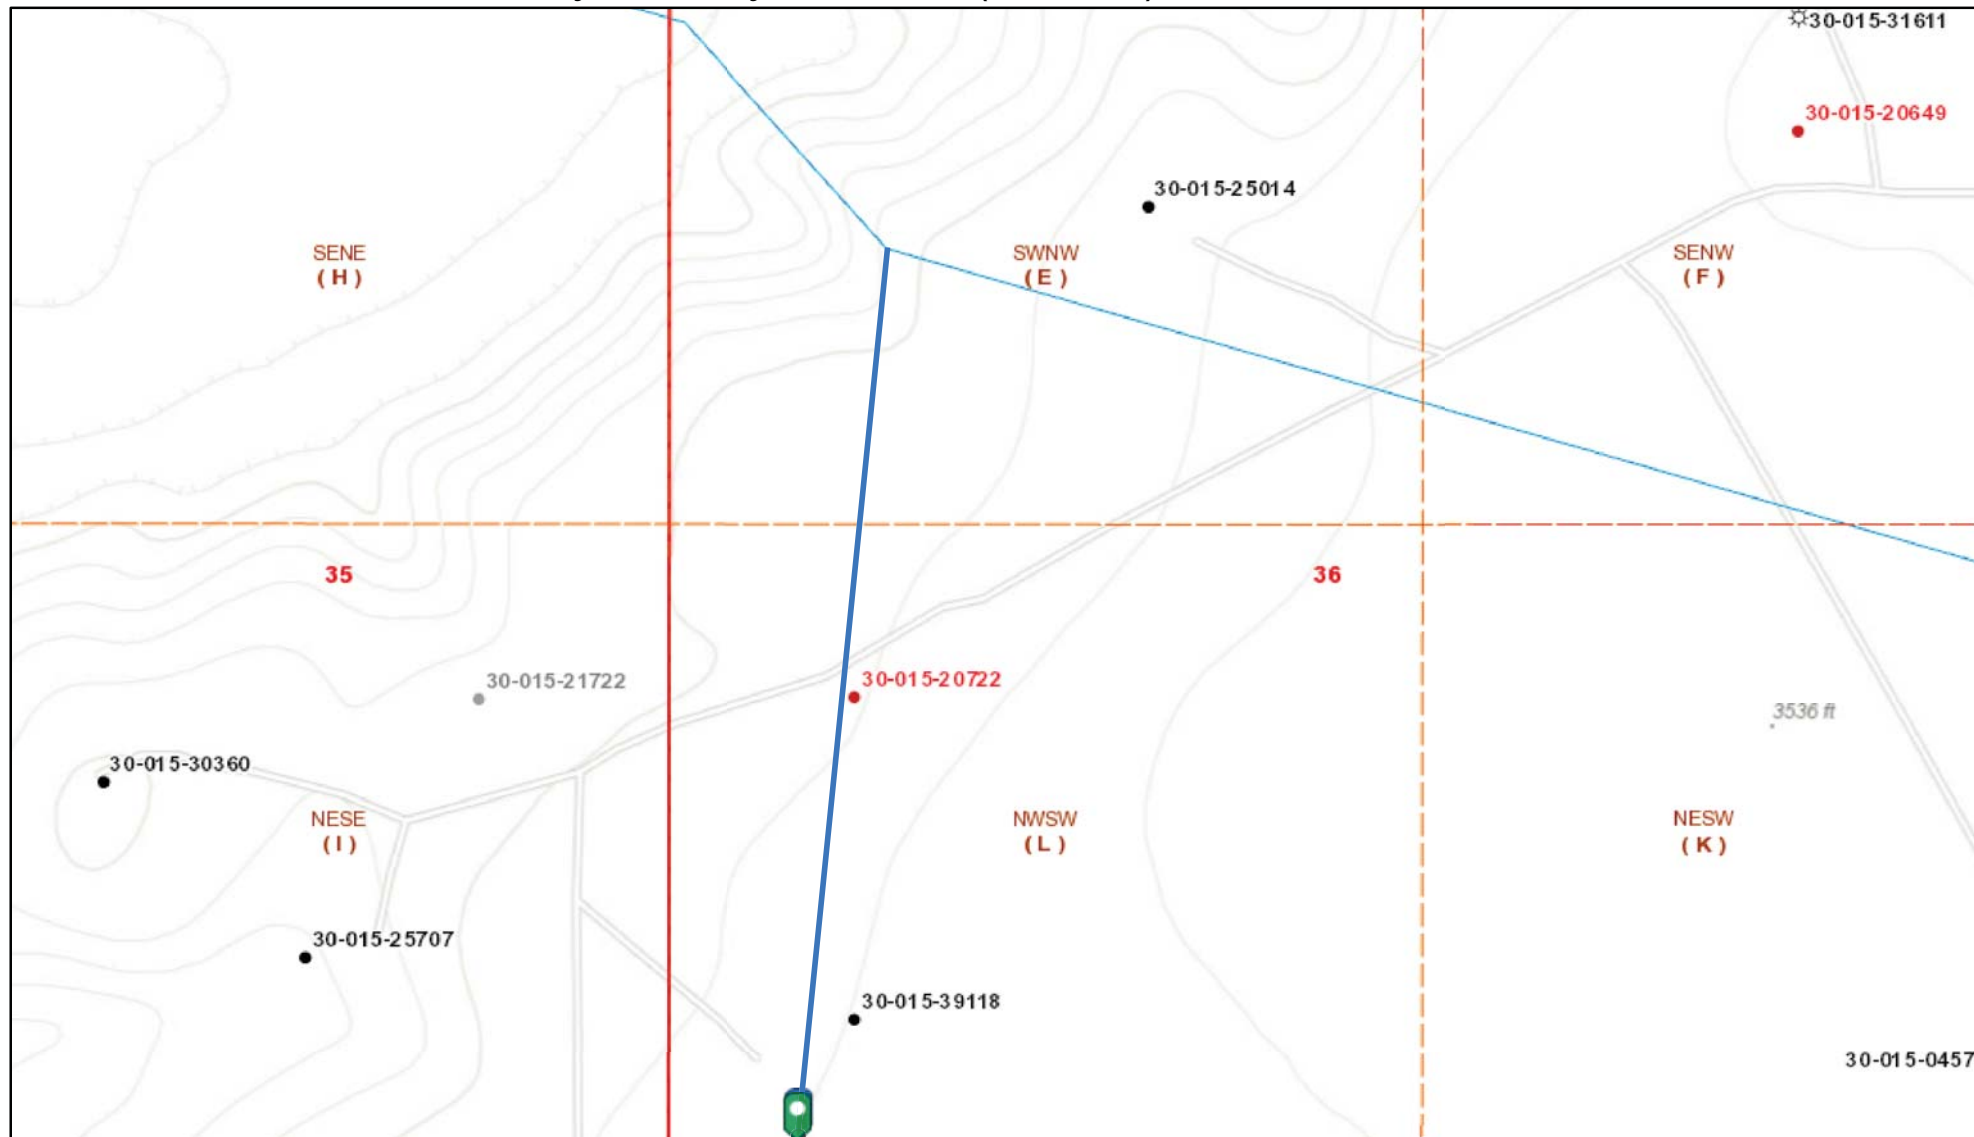 30-015-31611
30-015-20649
30-015-25014
SENE
(H)
SWNW
(E)
SENW
(F)
35
36
30-015-21722
30-015-20722
3536 ft
30-015-30360
NESE
(I)
NWSW
(L)
NESW
(K)
30-015-25707
30-015-39118
30-015-0457